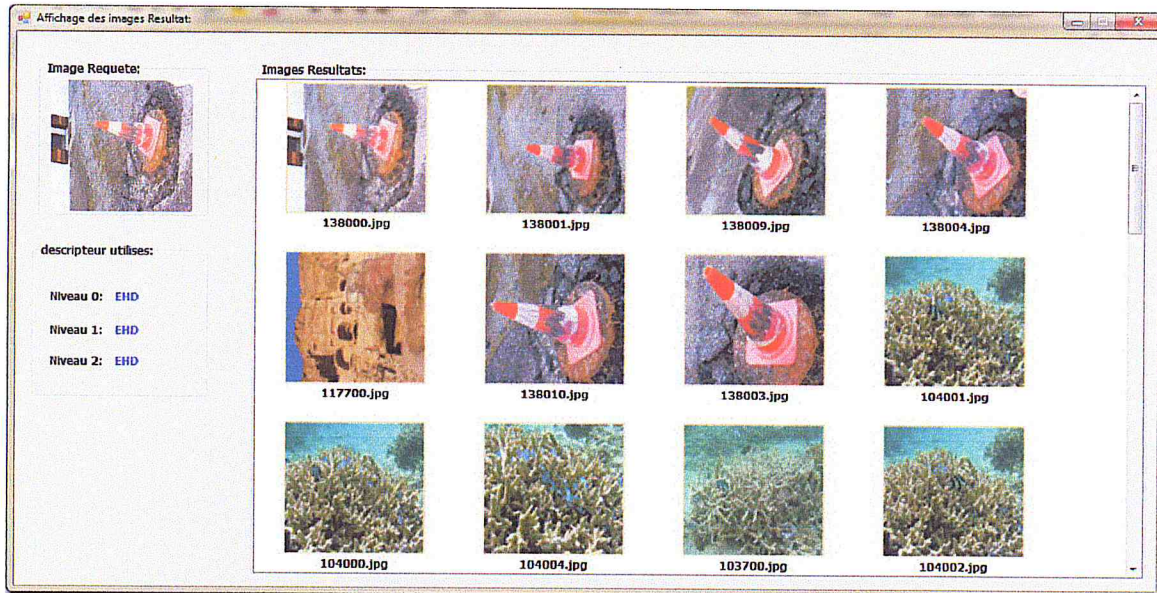 Affichage des images Resultat:
Image Requete:
Images Resultats:
138000.jpg
138001.jpg
138009.jpg
138004.jpg
descripteur utilises:
Niveau 0: EHD
Niveau 1: EHD
Niveau 2: EHD
117700.jpg
138010.jpg
138003.jpg
104001.jpg
104000.jpg
104004.jpg
103700.jpg
104002.jpg